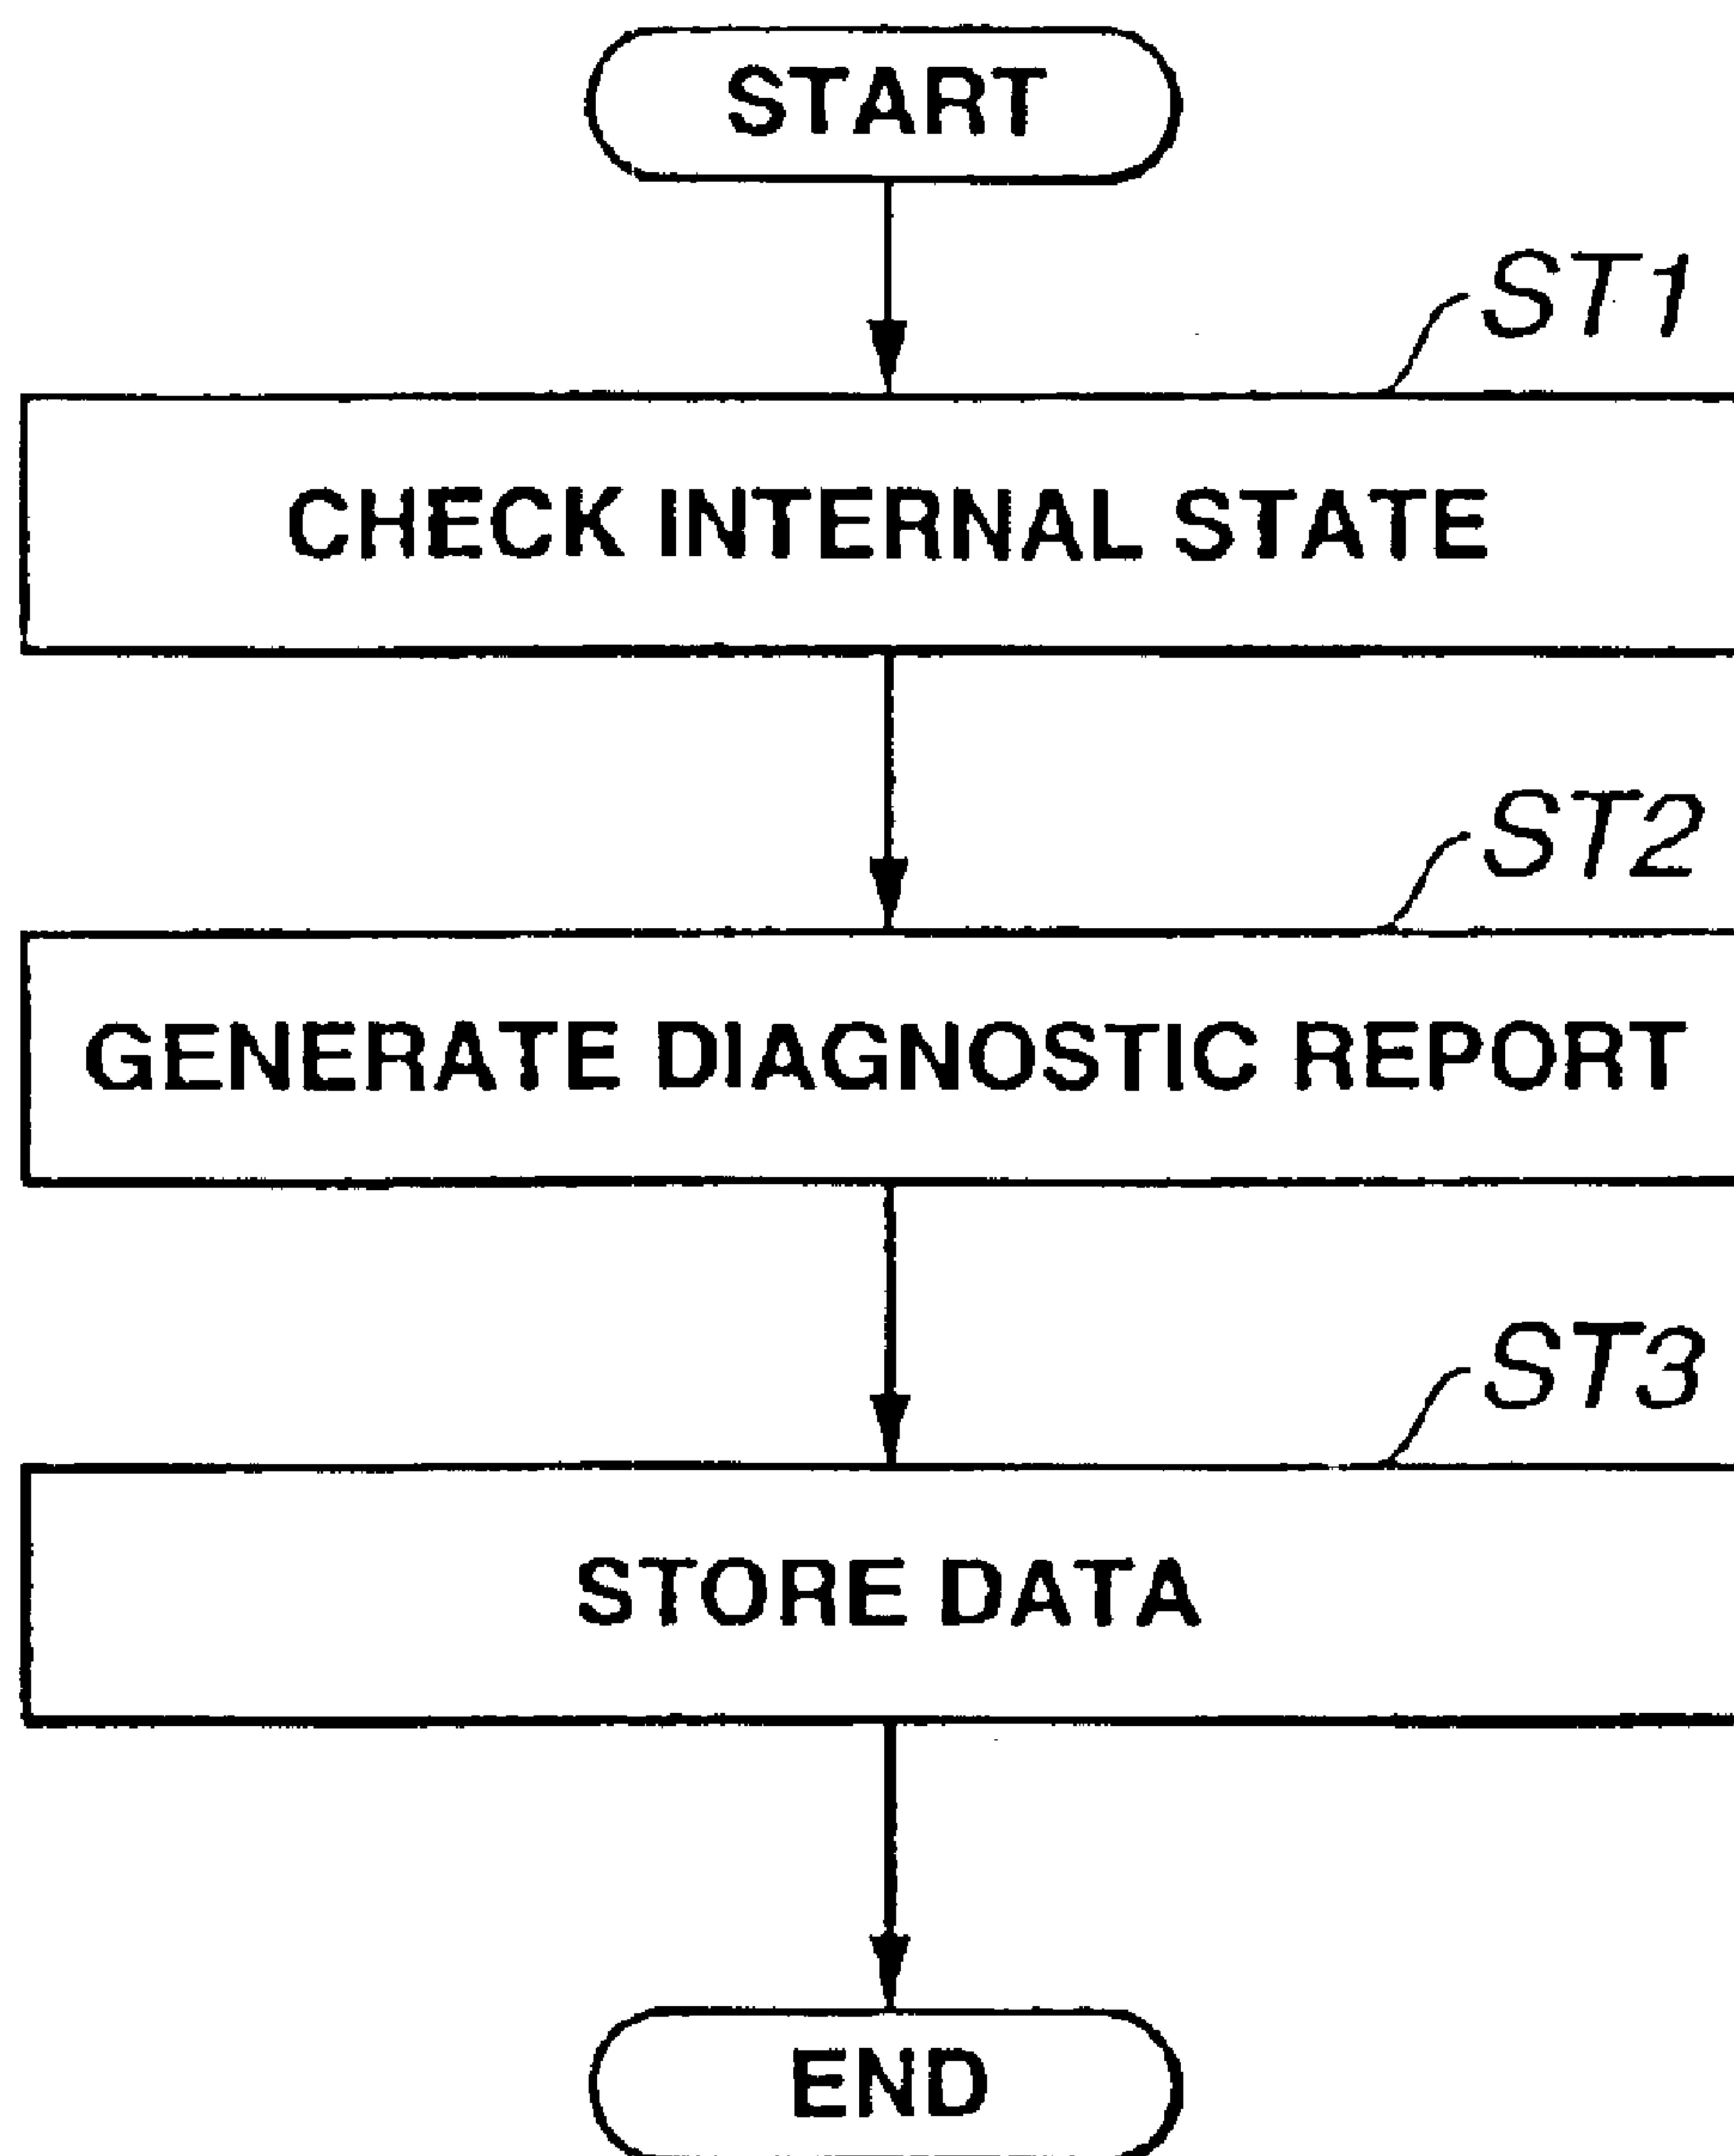 START
ST1
CHECK INTERNAL STATE
ST2
GENERATE DIAGNOSTIC REPORT
ST3
STORE DATA
END